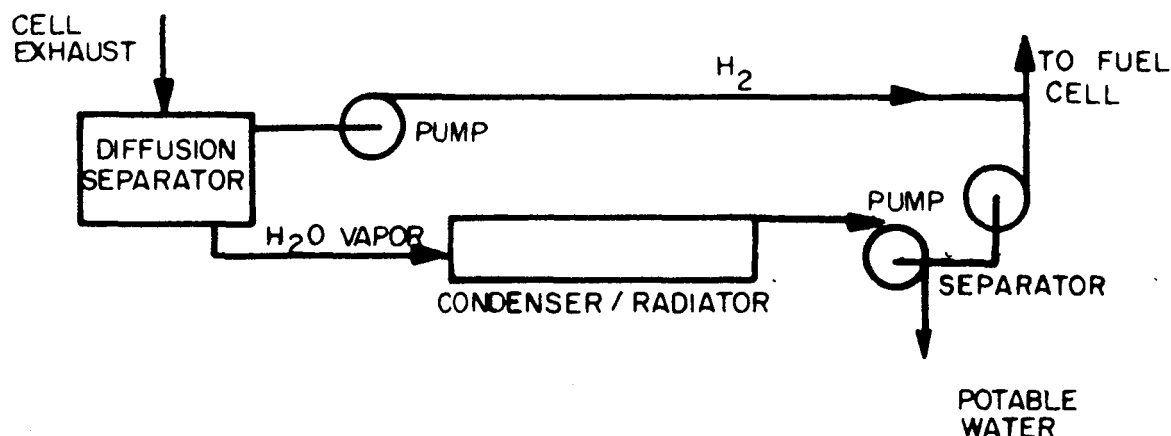 CELL
EXHAUST
H2
TO FUEL
CELL
PUMP
DIFFUSION
SEPARATOR
PUMP
H2O VAPOR
SEPARATOR
CONDENSER/RADIATOR
POTABLE
WATER